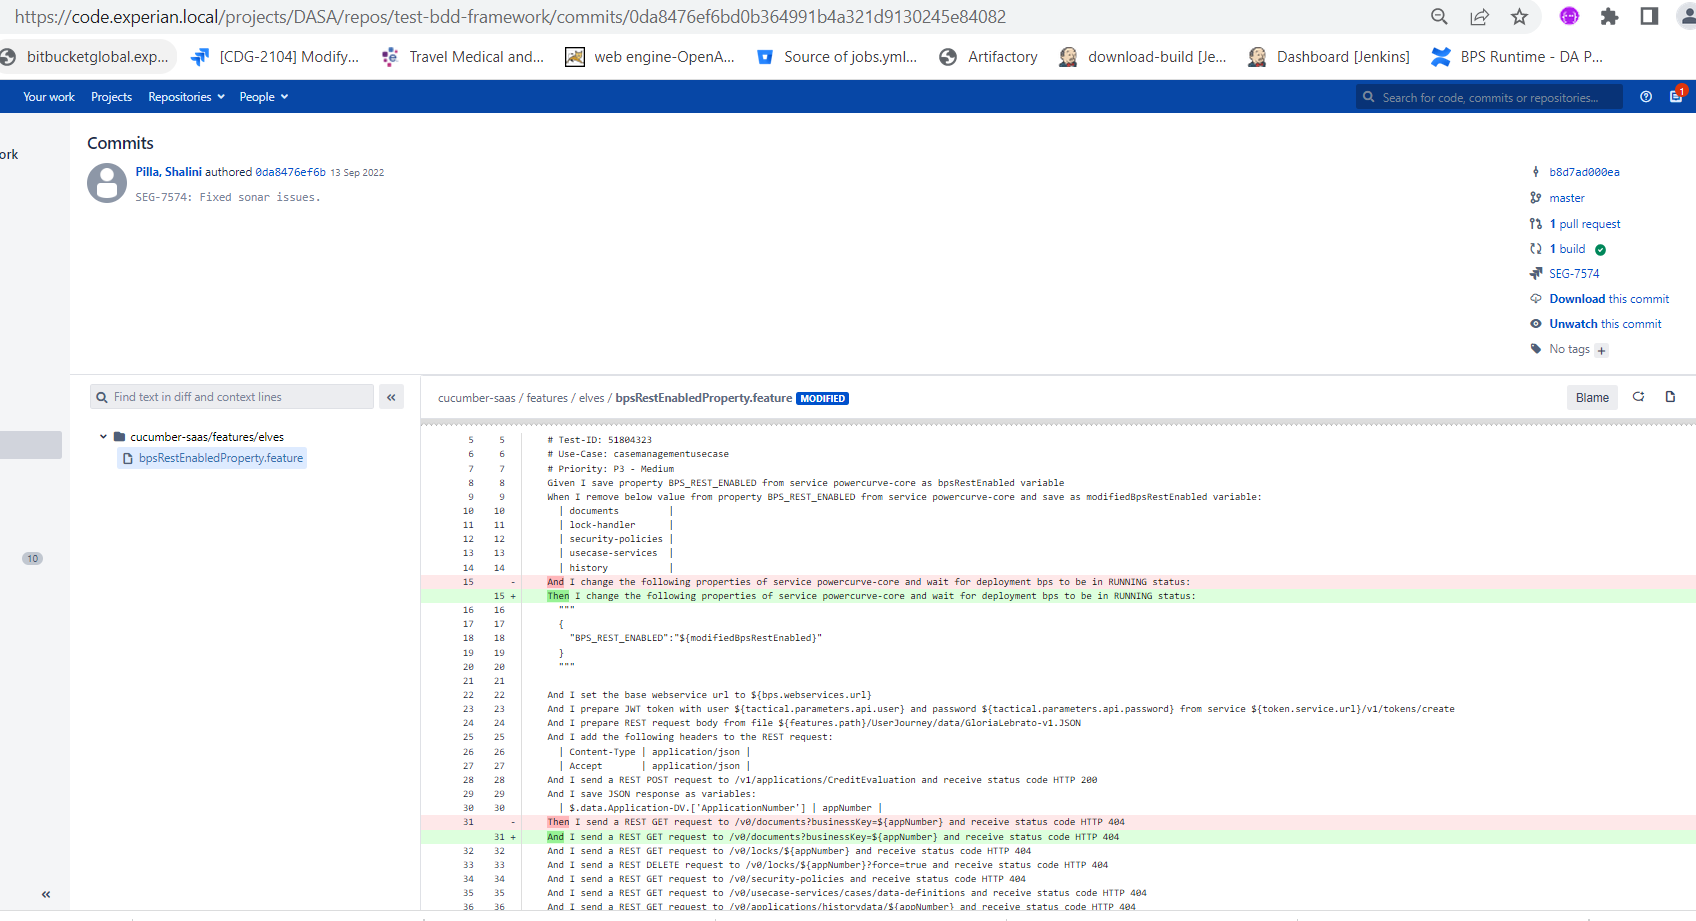 https://code.experian.local/projects/DASA/repos/test-bdd-framework/commits/0da8476ef6bd0b364991b4a321d9130245e84082
bitbucketglobal.exp... [CDG-2104] Modify... Travel Medical and... web engine-OpenA... Source of jobs.yml... Artifactory download-build [Je... Dashboard [Jenkins] BPS Runtime - DA P...
Your work Projects Repositories People Search for code, commits or repositories... 1
ork
Commits
Pilla, Shalini authored 0da8476ef6b 13 Sep 2022
SEG-7574: Fixed sonar issues.
b8d7ad000ea
master
1 pull request
1 build
SEG-7574
Download this commit
Unwatch this commit
No tags +
Find text in diff and context lines «
cucumber-saas/features/elves
bpsRestEnabledProperty.feature
10
«
cucumber-saas / features / elves / bpsRestEnabledProperty.feature MODIFIED Blame
5 5 # Test-ID: 51804323
6 6 # Use-Case: casemanagementusecase
7 7 # Priority: P3 - Medium
8 8 Given I save property BPS_REST_ENABLED from service powercurve-core as bpsRestEnabled variable
9 9 When I remove below value from property BPS_REST_ENABLED from service powercurve-core and save as modifiedBpsRestEnabled variable:
10 10 | documents |
11 11 | lock-handler |
12 12 | security-policies |
13 13 | usecase-services |
14 14 | history |
15 - And I change the following properties of service powercurve-core and wait for deployment bps to be in RUNNING status:
15 + Then I change the following properties of service powercurve-core and wait for deployment bps to be in RUNNING status:
16 16 """
17 17 {
18 18 "BPS_REST_ENABLED":"${modifiedBpsRestEnabled}"
19 19 }
20 20 """
21 21
22 22 And I set the base webservice url to ${bps.webservices.url}
23 23 And I prepare JWT token with user ${tactical.parameters.api.user} and password ${tactical.parameters.api.password} from service ${token.service.url}/v1/tokens/create
24 24 And I prepare REST request body from file ${features.path}/UserJourney/data/GloriaLebrato-v1.JSON
25 25 And I add the following headers to the REST request:
26 26 | Content-Type | application/json |
27 27 | Accept | application/json |
28 28 And I send a REST POST request to /v1/applications/CreditEvaluation and receive status code HTTP 200
29 29 And I save JSON response as variables:
30 30 | $.data.Application-DV.['ApplicationNumber'] | appNumber |
31 - Then I send a REST GET request to /v0/documents?businessKey=${appNumber} and receive status code HTTP 404
31 + And I send a REST GET request to /v0/documents?businessKey=${appNumber} and receive status code HTTP 404
32 32 And I send a REST GET request to /v0/locks/${appNumber} and receive status code HTTP 404
33 33 And I send a REST DELETE request to /v0/locks/${appNumber}?force=true and receive status code HTTP 404
34 34 And I send a REST GET request to /v0/security-policies and receive status code HTTP 404
35 35 And I send a REST GET request to /v0/usecase-services/cases/data-definitions and receive status code HTTP 404
36 36 And I send a REST GET request to /v0/applications/historydata/${appNumber} and receive status code HTTP 404